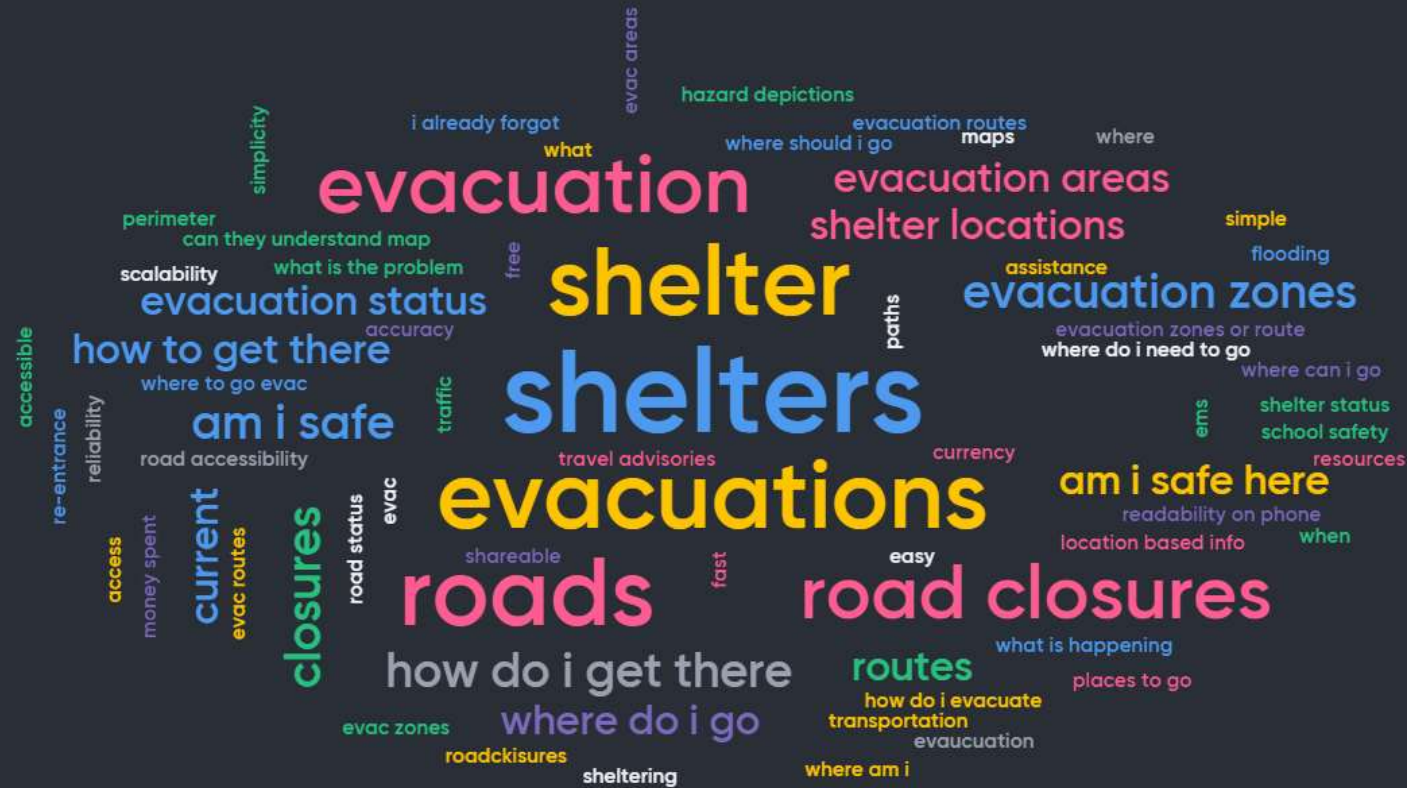 evac areas
hazard depictions
simplicity
i already forgot
evacuation routes
what
where should i go
maps
where
evacuation
evacuation areas
perimeter
shelter locations
simple
can they understand map
free
shelter
flooding
scalability
what is the problem
assistance
evacuation status
paths
evacuation zones
accuracy
evacuation zones or route
accessible
how to get there
where do i need to go
where to go evac
traffic
shelters
where can i go
re-entrance
reliability
am i safe
ems
shelter status
school safety
road accessibility
travel advisories
currency
resources
current
evac
evacuations
am i safe here
closures
road status
readability on phone
access
money spent
evac routes
shareable
fast
easy
location based info
when
roads
road closures
what is happening
how do i get there
routes
places to go
how do i evacuate
evac zones
where do i go
transportation
evaucuation
roadckisures
sheltering
where am i